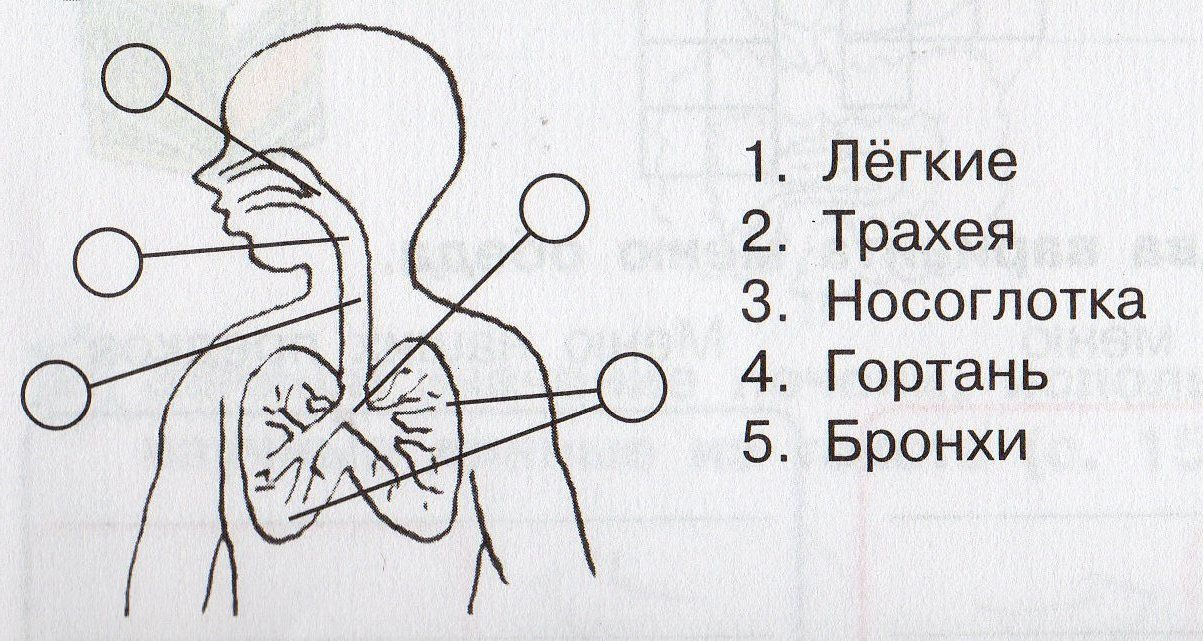 1. Лёгкие
2. Трахея
3. Носоглотка
4. Гортань
5. Бронхи